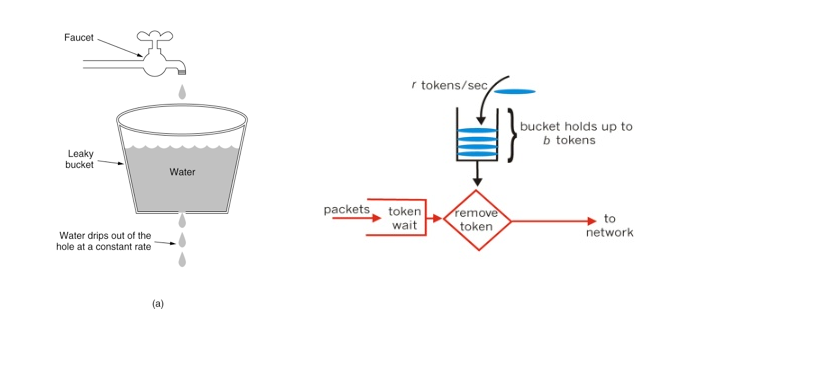 Faucet
Leaky
bucket
Water
Water drips out of the
hole at a constant rate
(a)
r tokens/sec
bucket holds up to
b tokens
packets
token
wait
remove
token
to
network